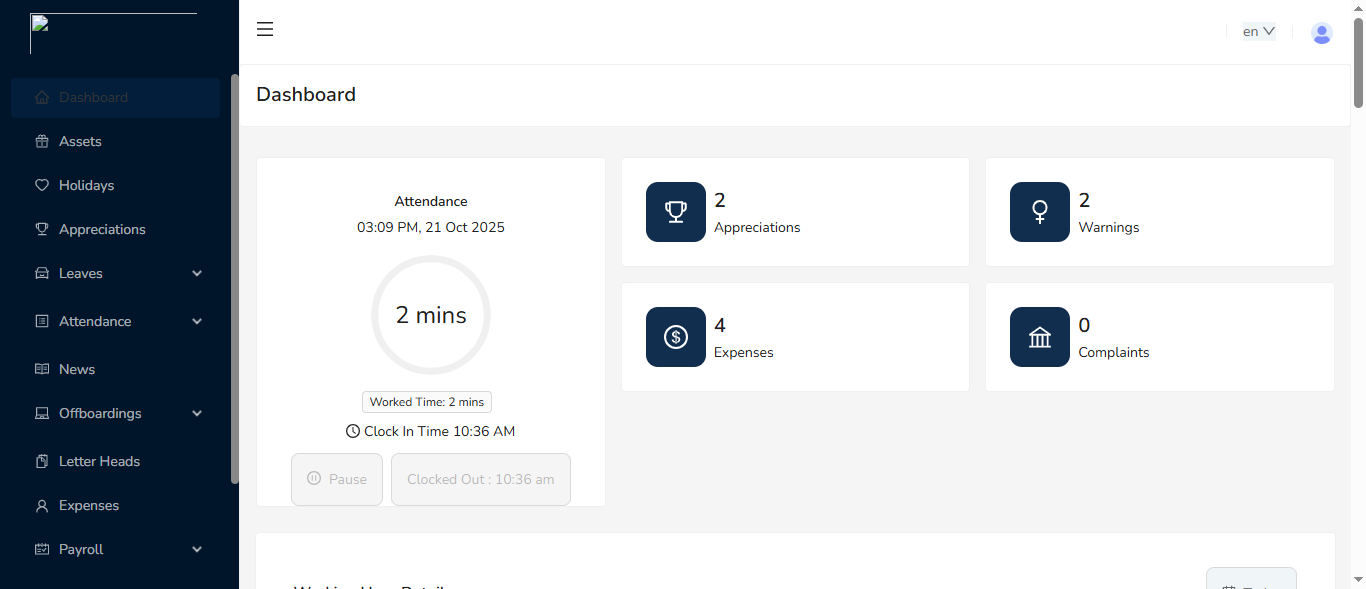 en
Dashboard
Dashboard
Assets
Holidays
Appreciations
Leaves
Attendance
News
Offboardings
Letter Heads
Expenses
Payroll
Attendance
03:09 PM, 21 Oct 2025
2 mins
Worked Time: 2 mins
Clock In Time 10:36 AM
Pause
Clocked Out : 10:36 am
2
Appreciations
2
Warnings
4
Expenses
0
Complaints